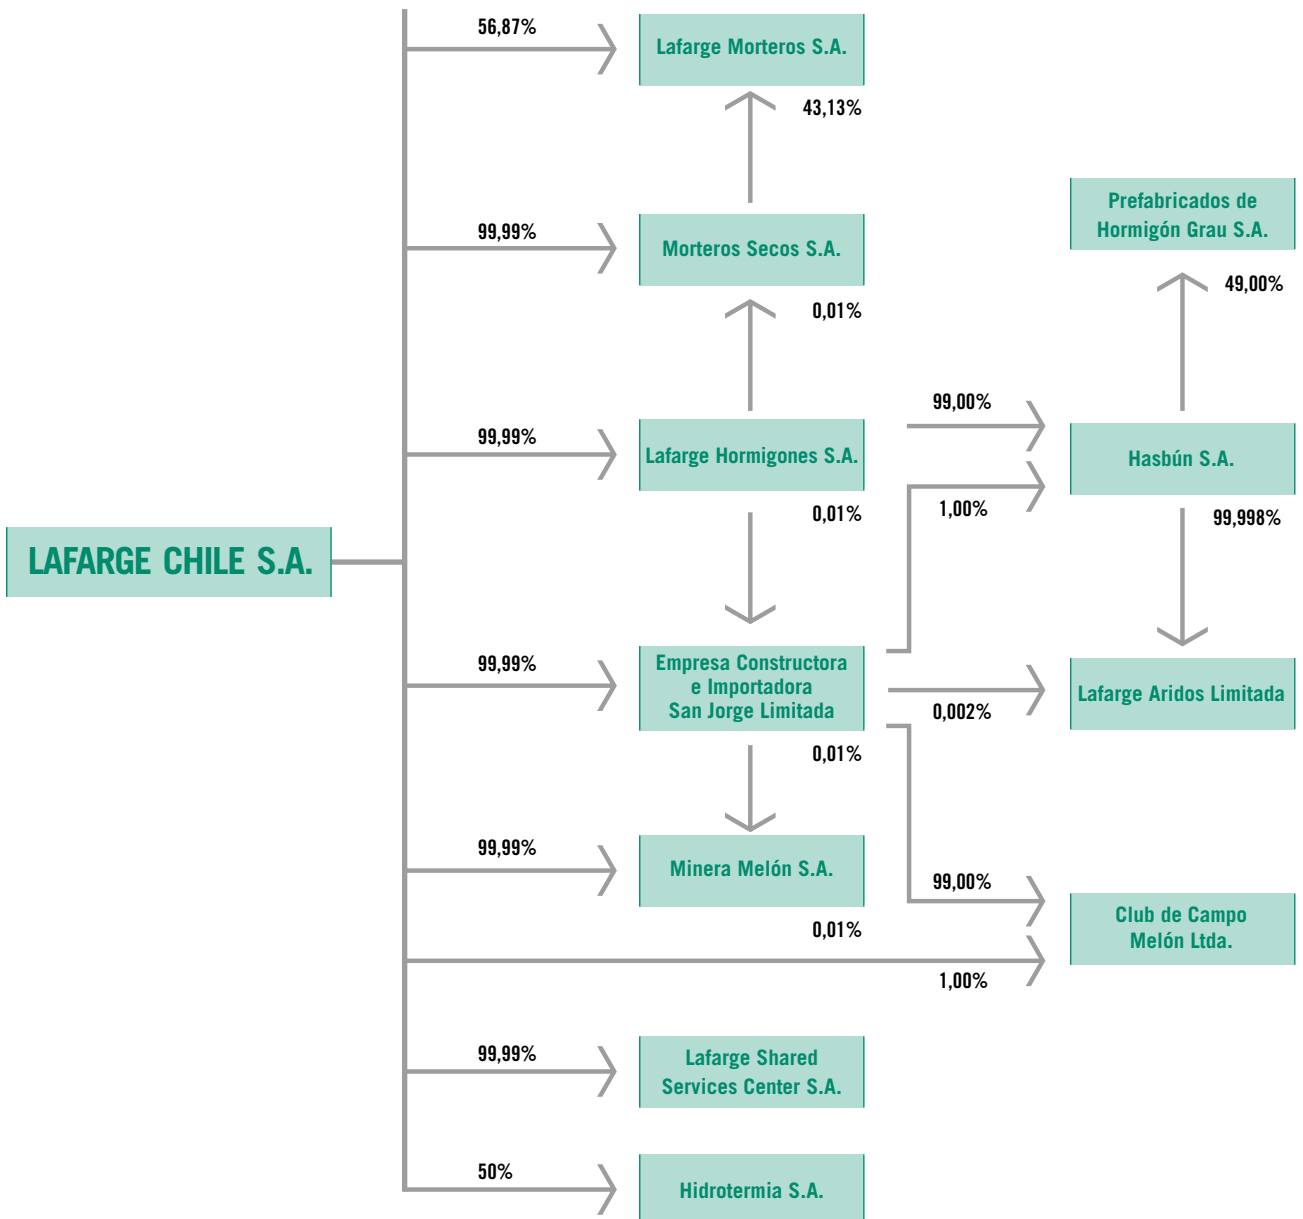 56,87%
Lafarge Morteros S.A.
43,13%
Prefabricados de
Hormigón Grau S.A.
99,99%
Morteros Secos S.A.
49,00%
0,01%
99,00%
99,99%
Lafarge Hormigones S.A.
Hasbún S.A.
0,01%
1,00%
99,998%
LAFARGE CHILE S.A.
99,99%
Empresa Constructora
e Importadora
San Jorge Limitada
Lafarge Aridos Limitada
0,002%
0,01%
99,99%
Minera Melón S.A.
99,00%
Club de Campo
Melón Ltda.
0,01%
1,00%
99,99%
Lafarge Shared
Services Center S.A.
50%
Hidrotermia S.A.